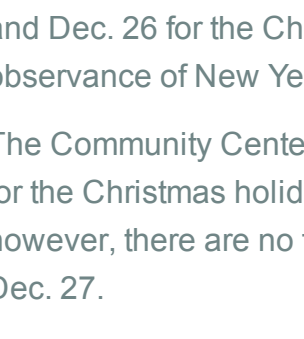 and Dec. 26 for the Ch
observance of New Ye
The Community Cente
for the Christmas holid
however, there are no
Dec. 27.